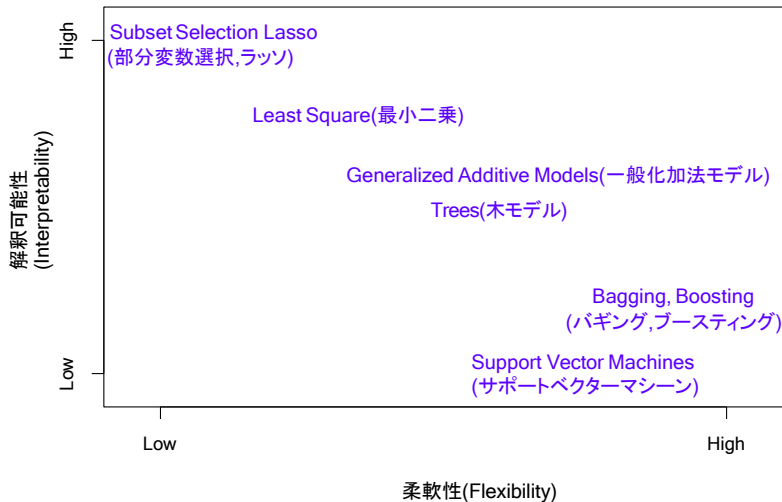 Subset Selection Lasso
(部分変数選択,ラッソ)
Least Square(最小二乗)
Generalized Additive Models(一般化加法モデル)
Trees(木モデル)
Bagging, Boosting
(バギング,ブースティング)
Support Vector Machines
(サポートベクターマシーン)
High
Low
解釈可能性
(Interpretability)
Low
High
柔軟性(Flexibility)